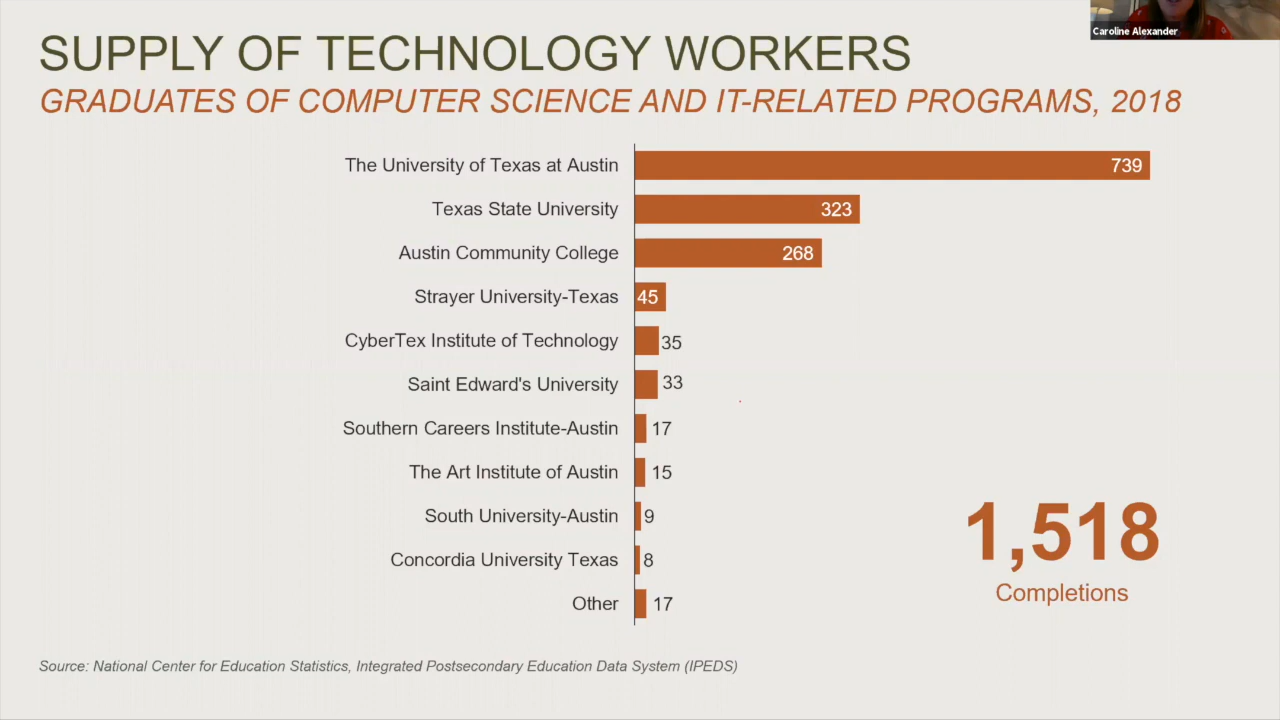 Caroline Alexander
SUPPLY OF TECHNOLOGY WORKERS
GRADUATES OF COMPUTER SCIENCE AND IT-RELATED PROGRAMS, 2018
The University of Texas at Austin 739
Texas State University 323
Austin Community College 268
Strayer University-Texas 45
CyberTex Institute of Technology 35
Saint Edward's University 33
Southern Careers Institute-Austin 17
The Art Institute of Austin 15
South University-Austin 9
Concordia University Texas 8
Other 17
1,518
Completions
Source: National Center for Education Statistics, Integrated Postsecondary Education Data System (IPEDS)